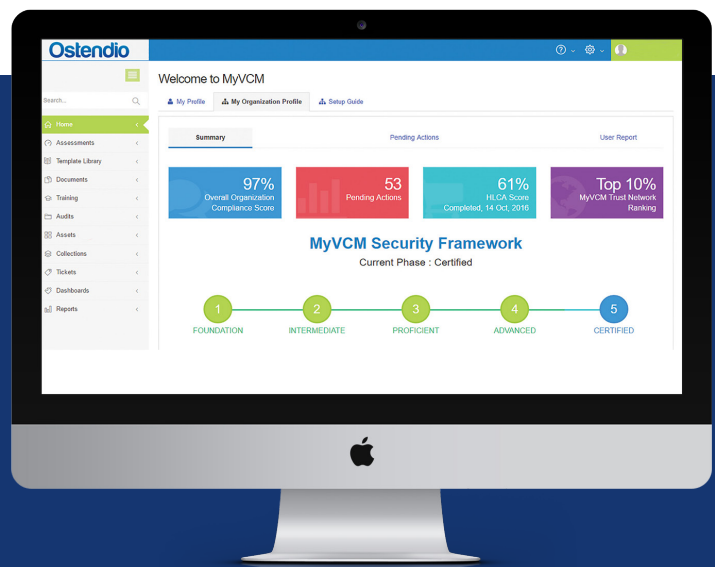 Ostendio
Welcome to MyVCM
Search...
My Profile
My Organization Profile
Setup Guide
Home
Assessments
Template Library
Documents
Training
Audits
Assets
Collections
Tickets
Dashboards
Reports
Summary
Pending Actions
User Report
97%
Overall Organization
Compliance Score
53
Pending Actions
61%
HLCA Score
Completed, 14 Oct, 2016
Top 10%
MyVCM Trust Network
Ranking
MyVCM Security Framework
Current Phase : Certified
1
FOUNDATION
2
INTERMEDIATE
3
PROFICIENT
4
ADVANCED
5
CERTIFIED